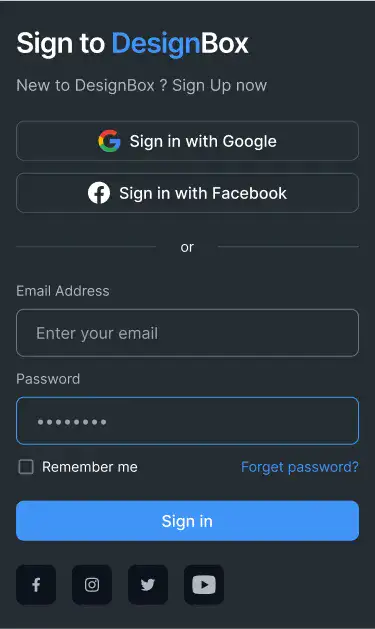 Sign to DesignBox
New to DesignBox ? Sign Up now
Sign in with Google
Sign in with Facebook
or
Email Address
Enter your email
Password
Remember me
Forget password?
Sign in